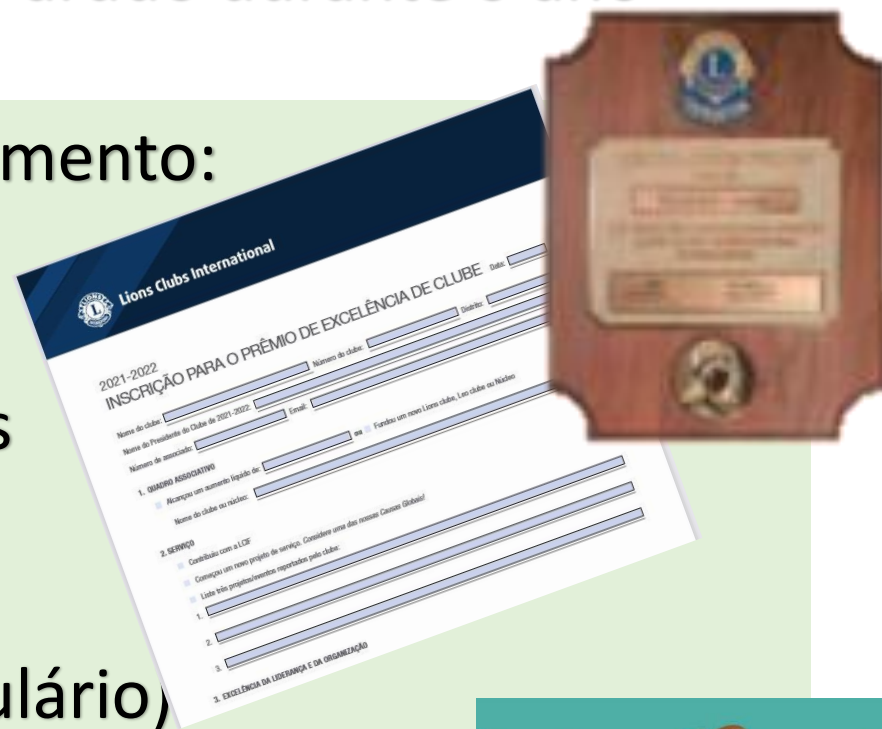 mento:
Lions Clubs International
2021-2022
INSCRIÇÃO PARA O PRÊMIO DE EXCELÊNCIA DE CLUBE Data:
Nome do clube: Número do clube: Distrito:
Nome do Presidente do Clube de 2021-2022:
Número de associado: Email:
1. QUADRO ASSOCIATIVO
Alcançou um aumento líquido de: ou Fundou um novo Lions clube, Leo clube ou Núcleo
Nome do clube ou núcleo:
s
2. SERVIÇO
Contribuiu com a LCIF
Começou um novo projeto de serviço. Considere uma das nossas Causas Globais!
Liste três projetos/eventos reportados pelo clube:
1.
2.
3.
3. EXCELÊNCIA DA LIDERANÇA E DA ORGANIZAÇÃO
ulário)